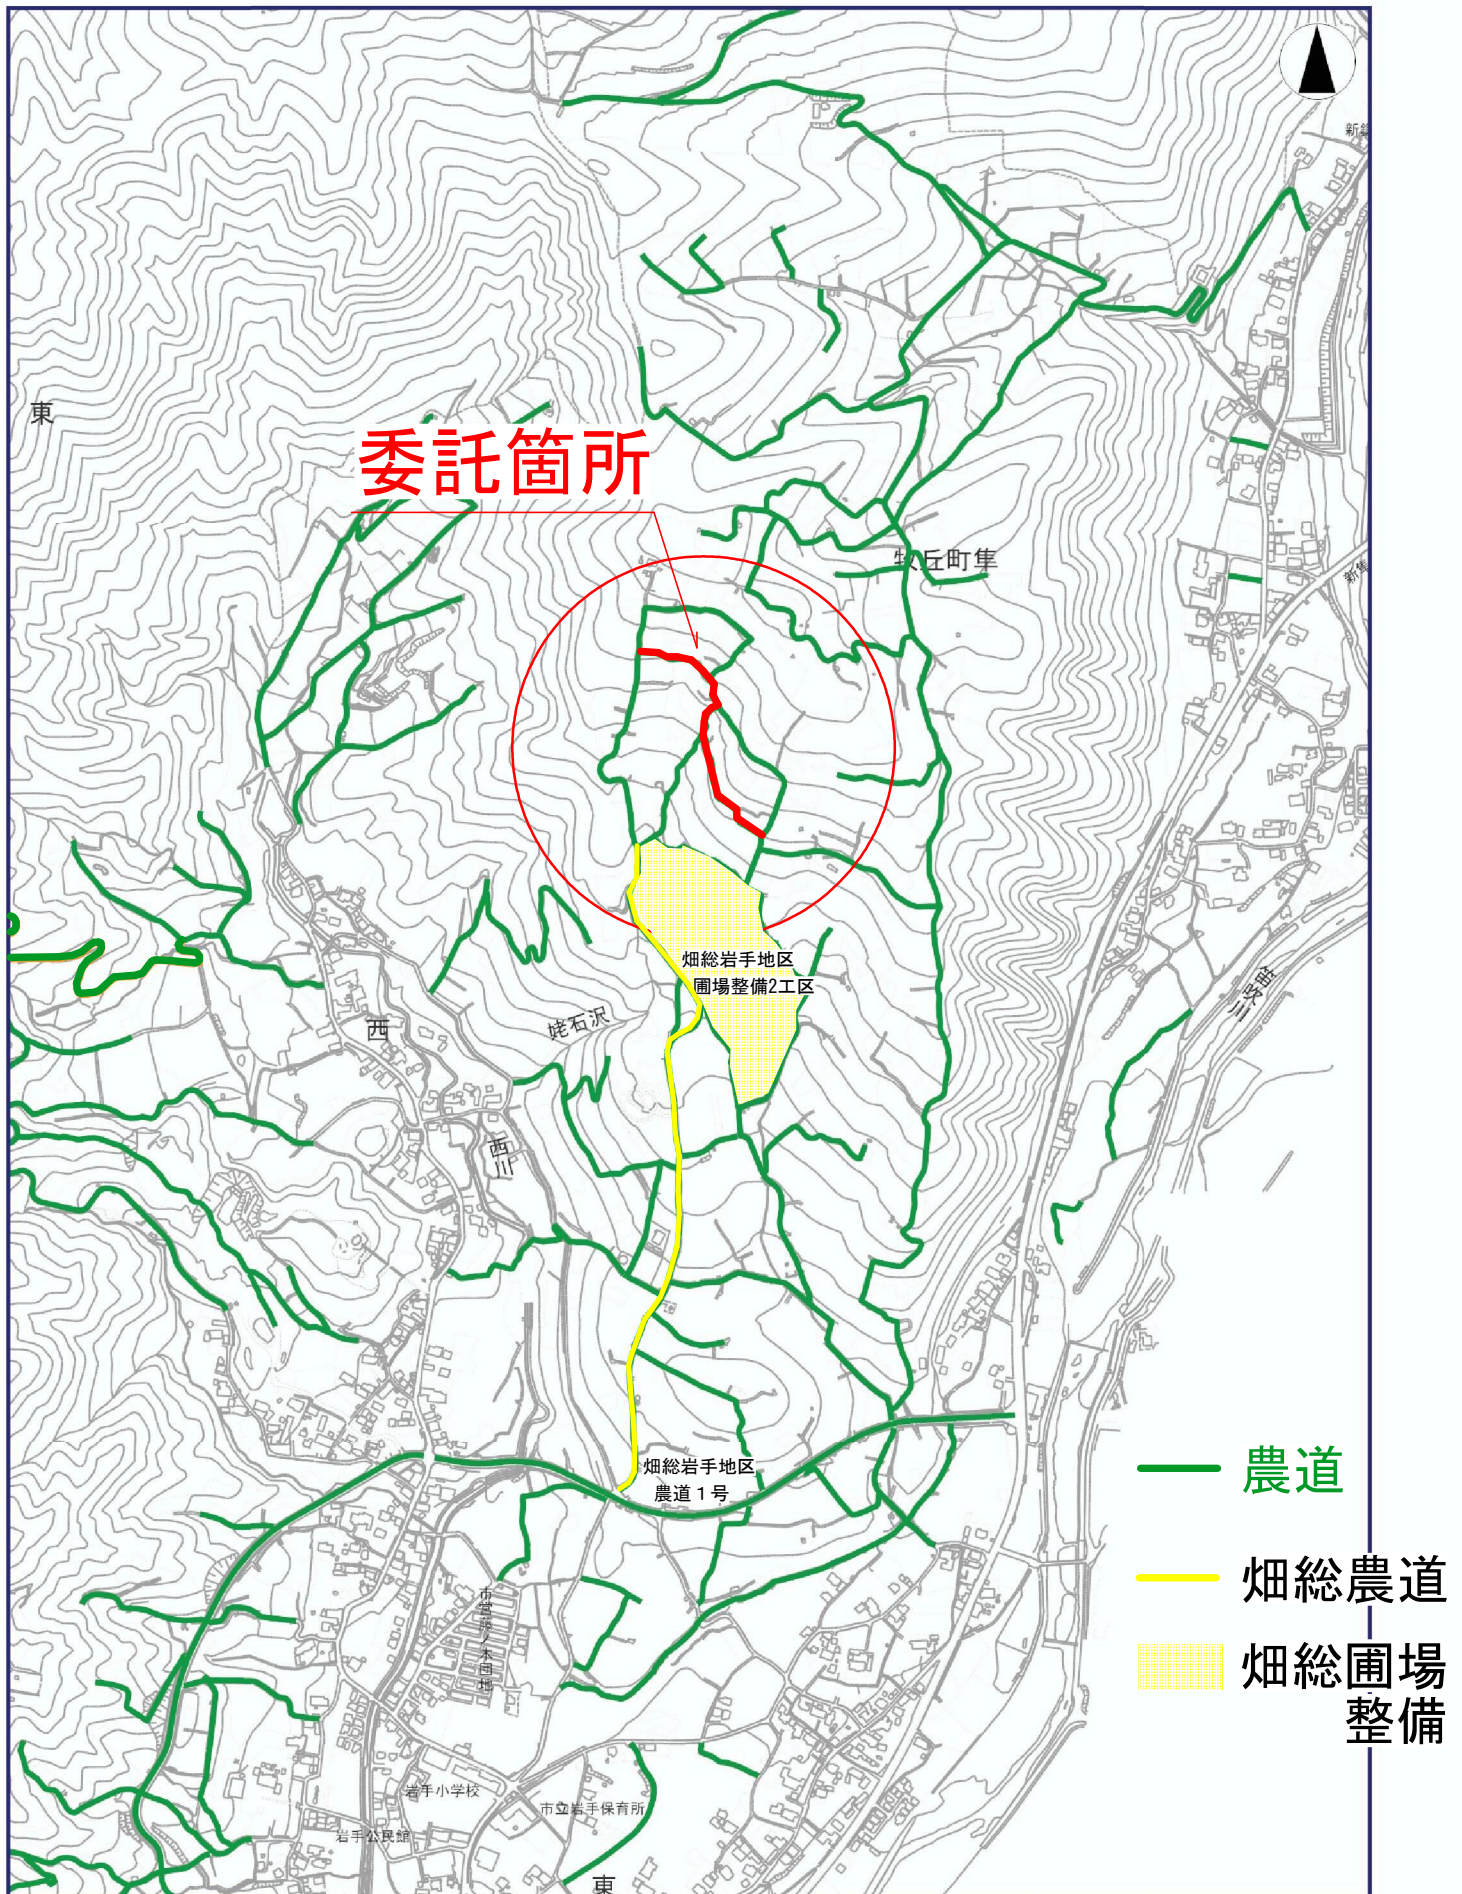 東
委託箇所
牧丘町隼
畑総岩手地区
圃場整備2工区
姥石沢
笛吹川
西
西川
畑総岩手地区
農道1号
農道
畑総農道
畑総圃場
整備
岩手小学校
市立岩手保育所
岩手公民館
東